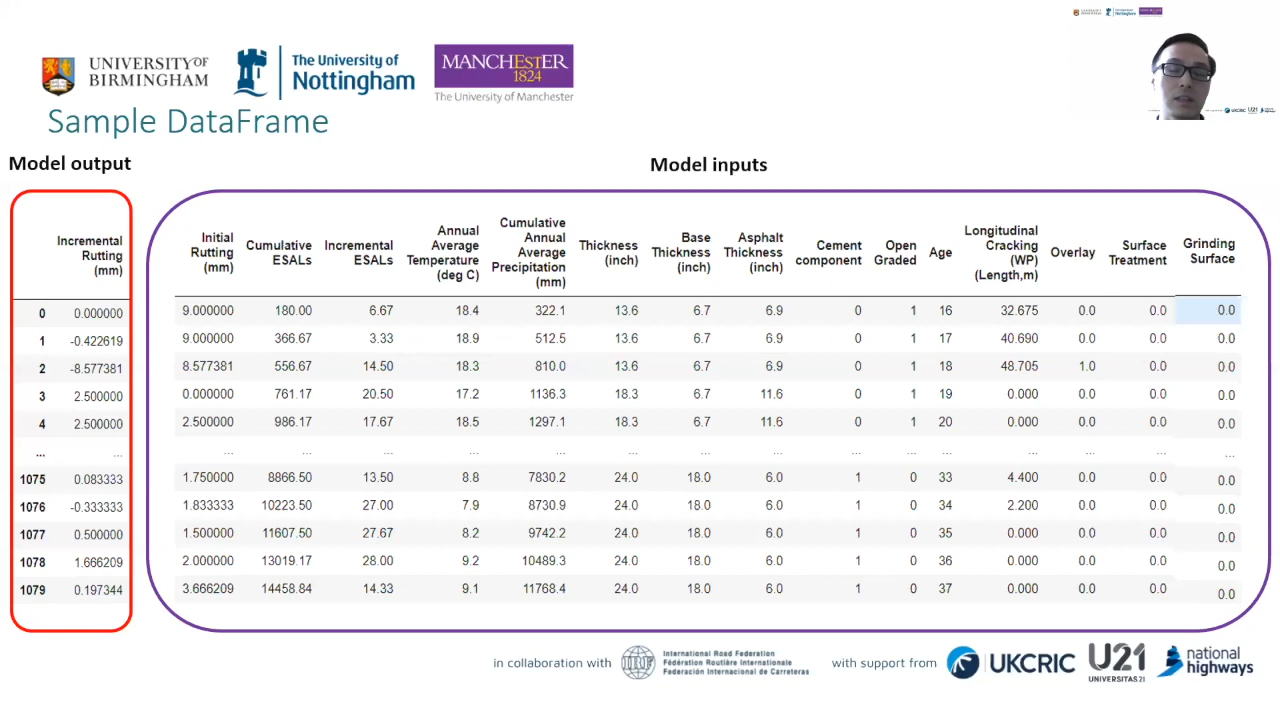 UNIVERSITY OF
BIRMINGHAM
The University of
Nottingham
MANCHESTER
1824
The University of Manchester
Sample DataFrame
Model output
Model inputs
Incremental
Rutting
(mm)
0 0.000000
1 -0.422619
2 -8.577381
3 2.500000
4 2.500000
... ...
1075 0.083333
1076 -0.333333
1077 0.500000
1078 1.666209
1079 0.197344
Initial
Rutting
(mm)
Cumulative
ESALs
Incremental
ESALs
Annual
Average
Temperature
(deg C)
Cumulative
Annual
Average
Precipitation
(mm)
Thickness
(inch)
Base
Thickness
(inch)
Asphalt
Thickness
(inch)
Cement
component
Open
Graded
Age
Longitudinal
Cracking
(WP)
(Length,m)
Overlay
Surface
Treatment
Grinding
Surface
9.000000 180.00 6.67 18.4 322.1 13.6 6.7 6.9 0 1 16 32.675 0.0 0.0 0.0
9.000000 366.67 3.33 18.9 512.5 13.6 6.7 6.9 0 1 17 40.690 0.0 0.0 0.0
8.577381 556.67 14.50 18.3 810.0 13.6 6.7 6.9 0 1 18 48.705 1.0 0.0 0.0
0.000000 761.17 20.50 17.2 1136.3 18.3 6.7 11.6 0 1 19 0.000 0.0 0.0 0.0
2.500000 986.17 17.67 18.5 1297.1 18.3 6.7 11.6 0 1 20 0.000 0.0 0.0 0.0
... ... ... ... ... ... ... ... ... ... ... ... ... ... ...
1.750000 8866.50 13.50 8.8 7830.2 24.0 18.0 6.0 1 0 33 4.400 0.0 0.0 0.0
1.833333 10223.50 27.00 7.9 8730.9 24.0 18.0 6.0 1 0 34 2.200 0.0 0.0 0.0
1.500000 11607.50 27.67 8.2 9742.2 24.0 18.0 6.0 1 0 35 0.000 0.0 0.0 0.0
2.000000 13019.17 28.00 9.2 10489.3 24.0 18.0 6.0 1 0 36 0.000 0.0 0.0 0.0
3.666209 14458.84 14.33 9.1 11768.4 24.0 18.0 6.0 1 0 37 0.000 0.0 0.0 0.0
in collaboration with
IRF
International Road Federation
Fédération Routière Internationale
Federación Internacional de Carreteras
with support from
UKCRIC
U21
UNIVERSITAS 21
national
highways